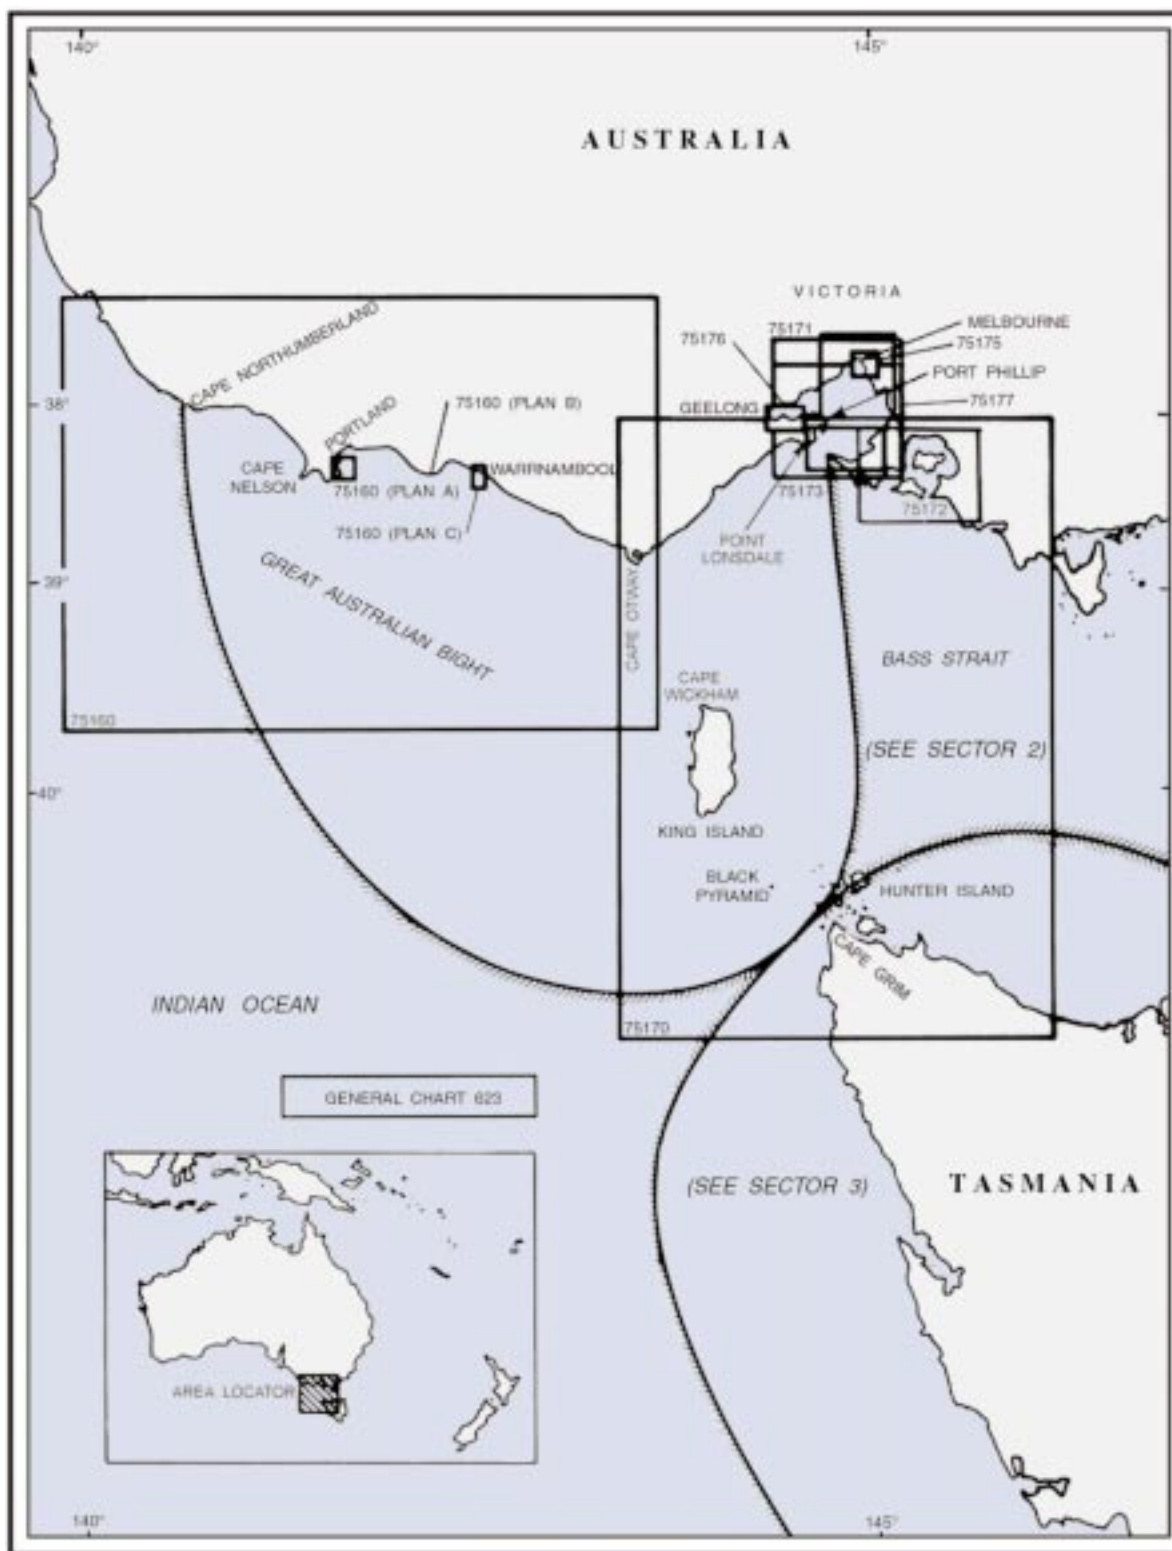 140°
145°
AUSTRALIA
VICTORIA
MELBOURNE
75171
75176
75175
PORT PHILLIP
75177
GEELONG
CAPE NORTHUMBERLAND
38°
PORTLAND
75160 (PLAN B)
CAPE
NELSON
WARRNAMBOOL
75160 (PLAN A)
75160 (PLAN C)
75173
75172
POINT
LONSDALE
GREAT AUSTRALIAN BIGHT
39°
CAPE OTWAY
BASS STRAIT
CAPE
WICKHAM
75160
(SEE SECTOR 2)
40°
KING ISLAND
BLACK
PYRAMID
HUNTER ISLAND
CAPE GRIM
INDIAN OCEAN
75170
GENERAL CHART 623
(SEE SECTOR 3)
TASMANIA
AREA LOCATOR
140°
145°